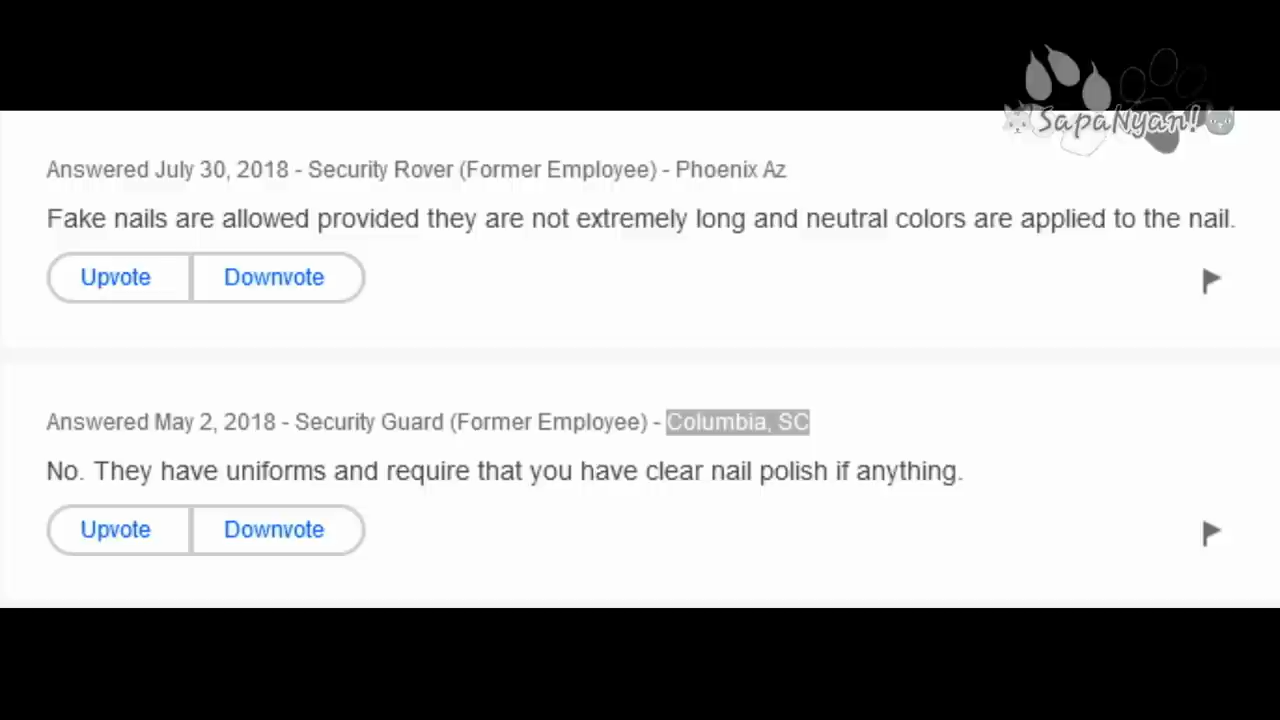 SapaNyan!
Answered July 30, 2018 - Security Rover (Former Employee) - Phoenix Az
Fake nails are allowed provided they are not extremely long and neutral colors are applied to the nail.
Upvote Downvote
Answered May 2, 2018 - Security Guard (Former Employee) - Columbia, SC
No. They have uniforms and require that you have clear nail polish if anything.
Upvote Downvote